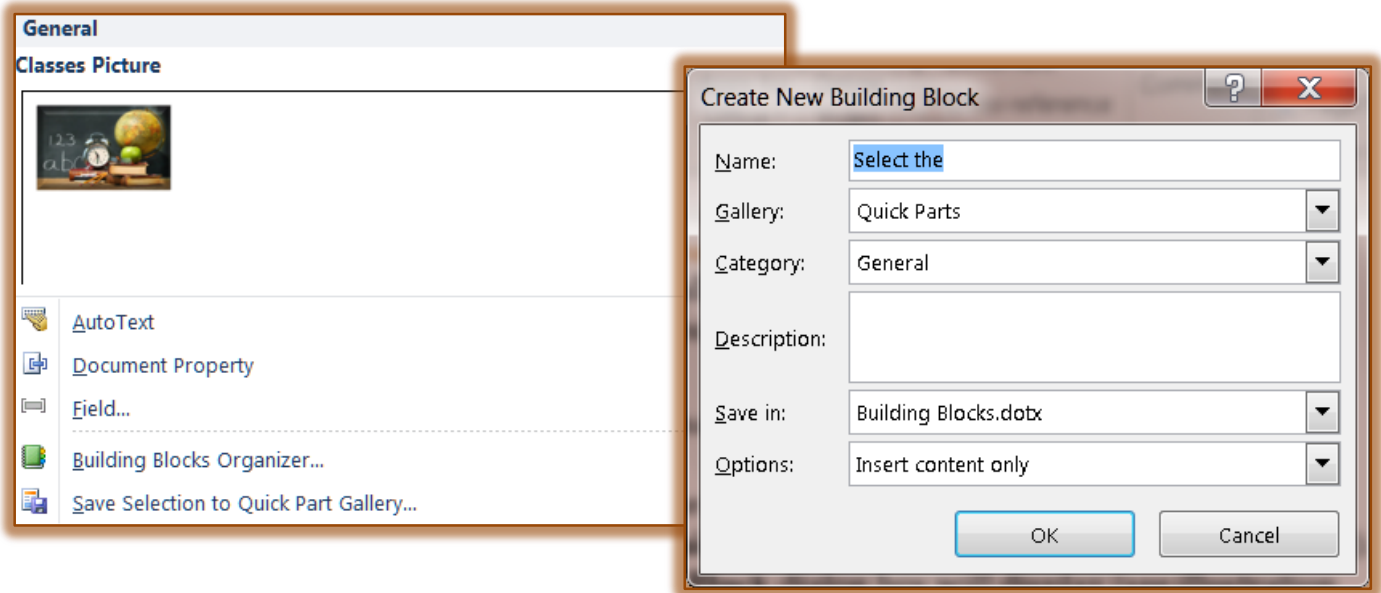 General
Classes Picture
123
abc
AutoText
Document Property
Field...
Building Blocks Organizer...
Save Selection to Quick Part Gallery...
Create New Building Block
Name: Select the
Gallery: Quick Parts
Category: General
Description:
Save in: Building Blocks.dotx
Options: Insert content only
OK Cancel